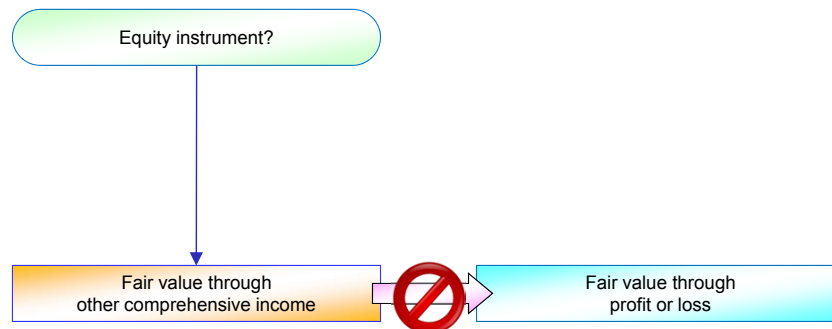 Equity instrument?
Fair value through
other comprehensive income
Fair value through
profit or loss